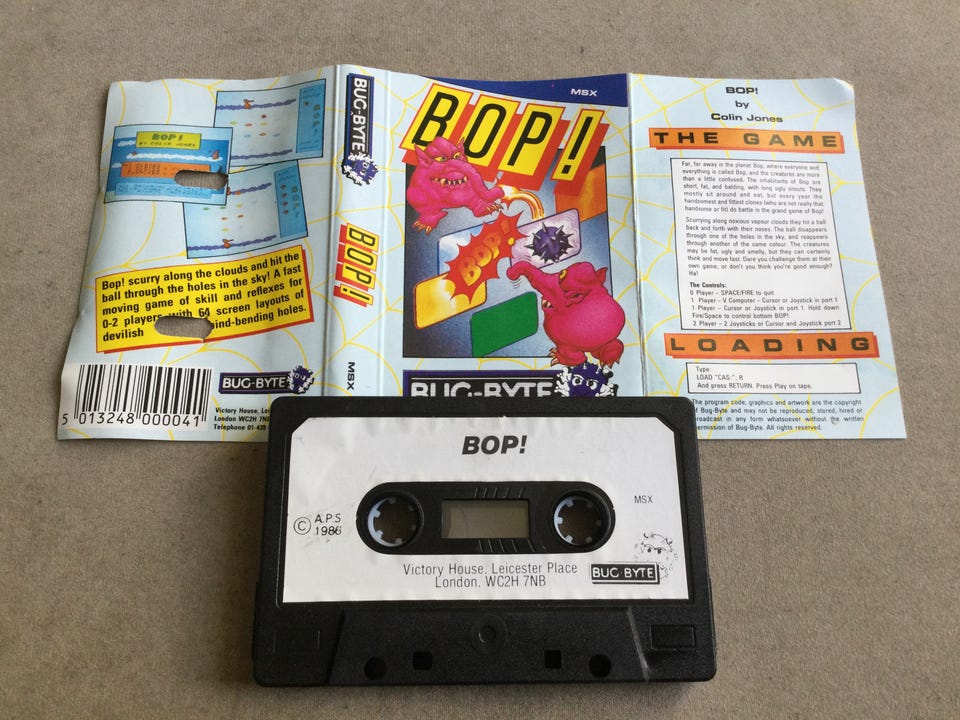 BOP!
BY COLIN JONES
BOP!
Bop! scurry along the clouds and hit the
ball through the holes in the sky! A fast
moving game of skill and reflexes for
0-2 players with 64 screen layouts of
devilish ind-bending holes.
5 013248 000041
BUG-BYTE
Victory House, Lei
London WC2H 7NB
Telephone 01-439
BUG-BYTE
BOP!
MSX
MSX
BOP!
BOP!
BUG-BYTE
BOP!
by
Colin Jones
THE GAME
Far, far away is the planet Bop, where everyone and
everything is called Bop, and the creatures are more
than a little confused. The inhabitants of Bop are
short, fat, and balding, with long ugly snouts. They
mostly sit around and eat, but every year the
handsomest and fittest clones (who are not really that
handsome or fit) do battle in the grand game of Bop!
Scurrying along noxious vapour clouds they hit a ball
back and forth with their noses. The ball disappears
through one of the holes in the sky, and reappears
through another of the same colour. The creatures
may be fat, ugly and smelly, but they can certainly
think and move fast. Dare you challenge them at their
own game, or don't you think you're good enough?
Ha!
The Controls:
0 Player – SPACE/FIRE to quit
1 Player – V Computer – Cursor or Joystick in port 1
1 Player – Cursor or Joystick in port 1. Hold down
Fire/Space to control bottom BOP!
2 Player – 2 Joysticks or Cursor and Joystick port 2
LOADING
Type:
LOAD "CAS:", R
And press RETURN. Press Play on tape.
The program code, graphics and artwork are the copyright
of Bug-Byte and may not be reproduced, stored, hired or
broadcast in any form whatsoever without the written
permission of Bug-Byte. All rights reserved.
BOP!
MSX
© A.P.S
1986
Victory House, Leicester Place
London, WC2H 7NB
BUG-BYTE